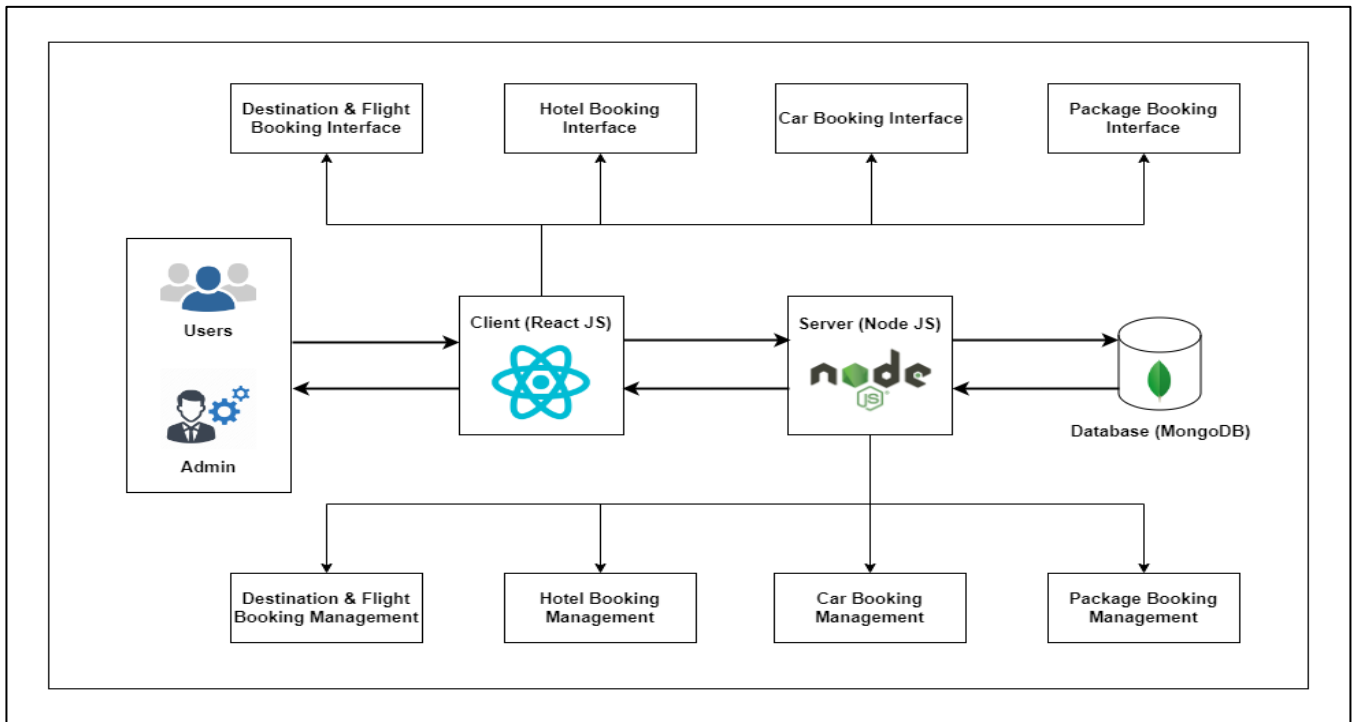 Destination & Flight
Booking Interface
Hotel Booking
Interface
Car Booking Interface
Package Booking
Interface
Users
Admin
Client (React JS)
Server (Node JS)
node
JS
Database (MongoDB)
Destination & Flight
Booking Management
Hotel Booking
Management
Car Booking
Management
Package Booking
Management